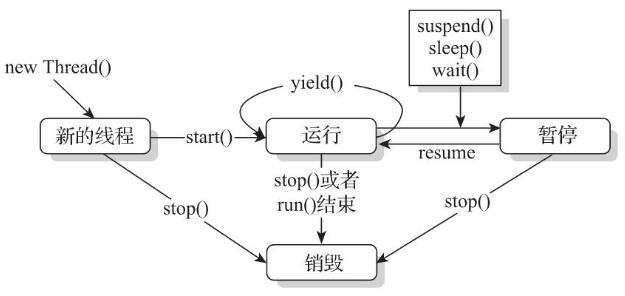 suspend()
sleep()
wait()
new Thread()
yield()
新的线程
start()
运行
暂停
resume
stop()或者
run()结束
stop()
stop()
销毁